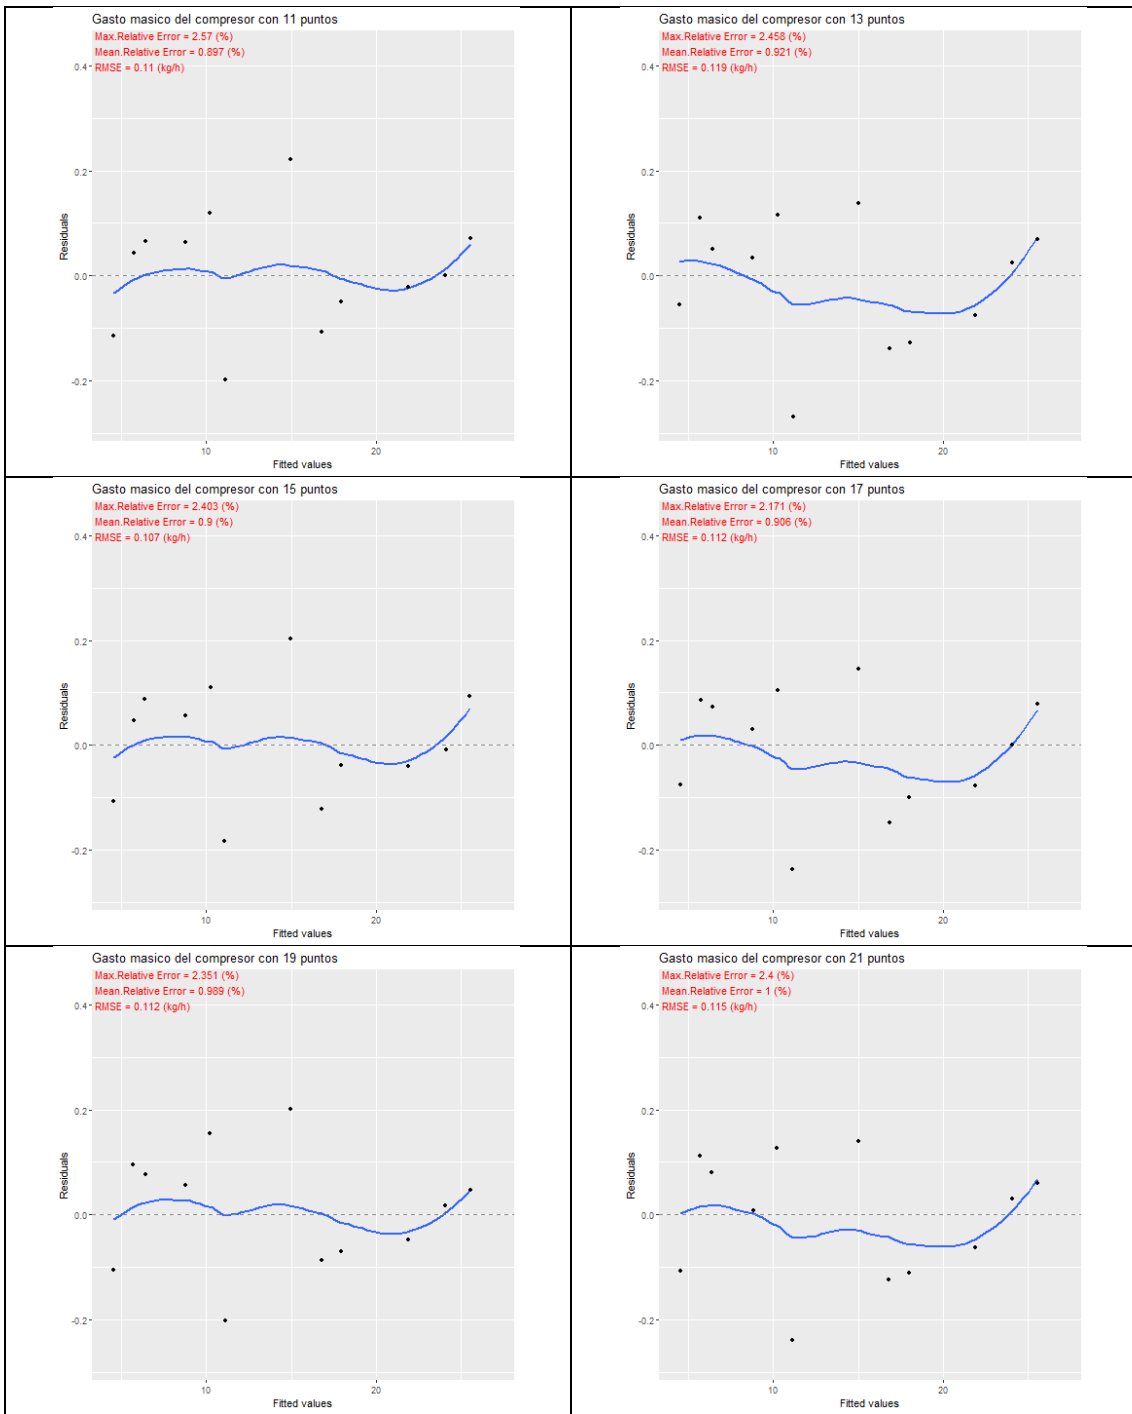 Gasto masico del compresor con 11 puntos
Max.Relative Error = 2.57 (%)
Mean.Relative Error = 0.897 (%)
RMSE = 0.11 (kg/h)
0.4
0.2
0.0
-0.2
Residuals
10
20
Fitted values
Gasto masico del compresor con 13 puntos
Max.Relative Error = 2.458 (%)
Mean.Relative Error = 0.921 (%)
RMSE = 0.119 (kg/h)
0.4
0.2
0.0
-0.2
Residuals
10
20
Fitted values
Gasto masico del compresor con 15 puntos
Max.Relative Error = 2.403 (%)
Mean.Relative Error = 0.9 (%)
RMSE = 0.107 (kg/h)
0.4
0.2
0.0
-0.2
Residuals
10
20
Fitted values
Gasto masico del compresor con 17 puntos
Max.Relative Error = 2.171 (%)
Mean.Relative Error = 0.906 (%)
RMSE = 0.112 (kg/h)
0.4
0.2
0.0
-0.2
Residuals
10
20
Fitted values
Gasto masico del compresor con 19 puntos
Max.Relative Error = 2.351 (%)
Mean.Relative Error = 0.989 (%)
RMSE = 0.112 (kg/h)
0.4
0.2
0.0
-0.2
Residuals
10
20
Fitted values
Gasto masico del compresor con 21 puntos
Max.Relative Error = 2.4 (%)
Mean.Relative Error = 1 (%)
RMSE = 0.115 (kg/h)
0.4
0.2
0.0
-0.2
Residuals
10
20
Fitted values